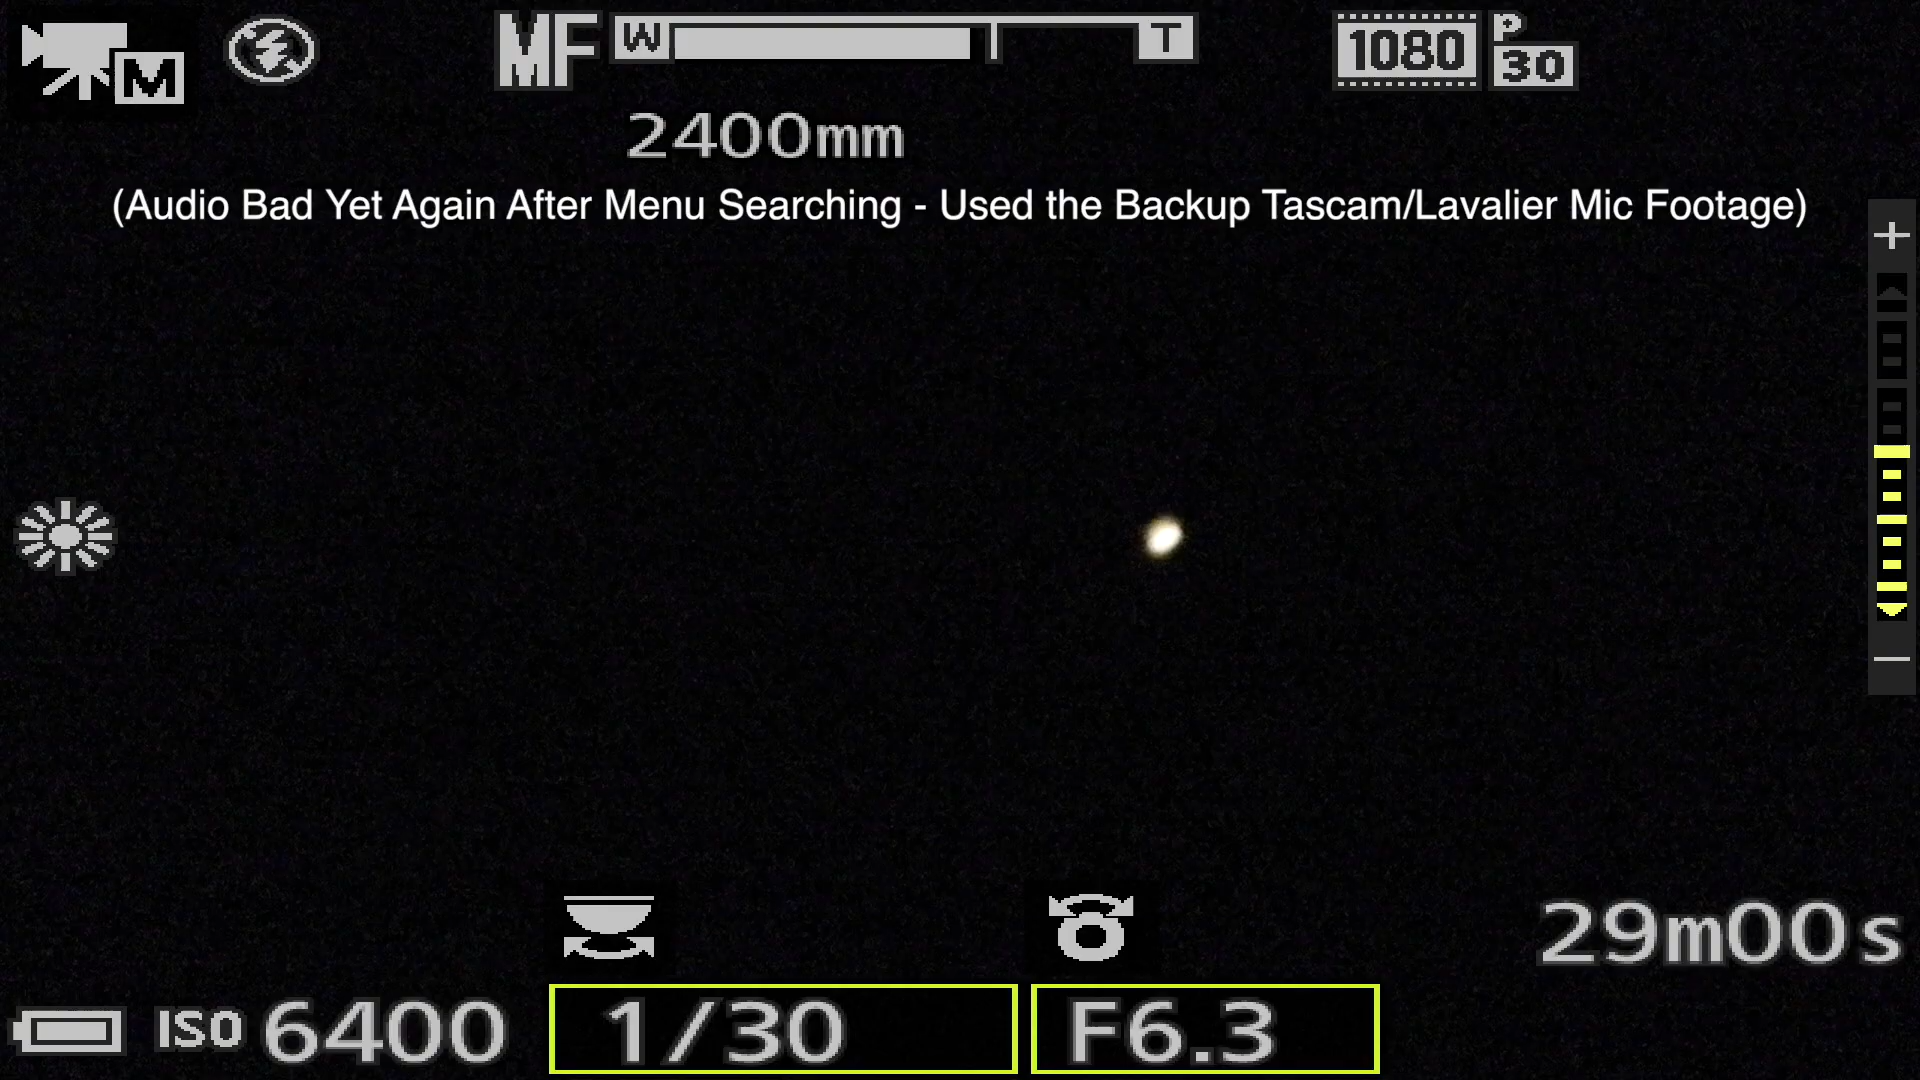 M
MF W T 1080 P 30
2400mm
(Audio Bad Yet Again After Menu Searching - Used the Backup Tascam/Lavalier Mic Footage)
29m00s
ISO 6400 1/30 F6.3